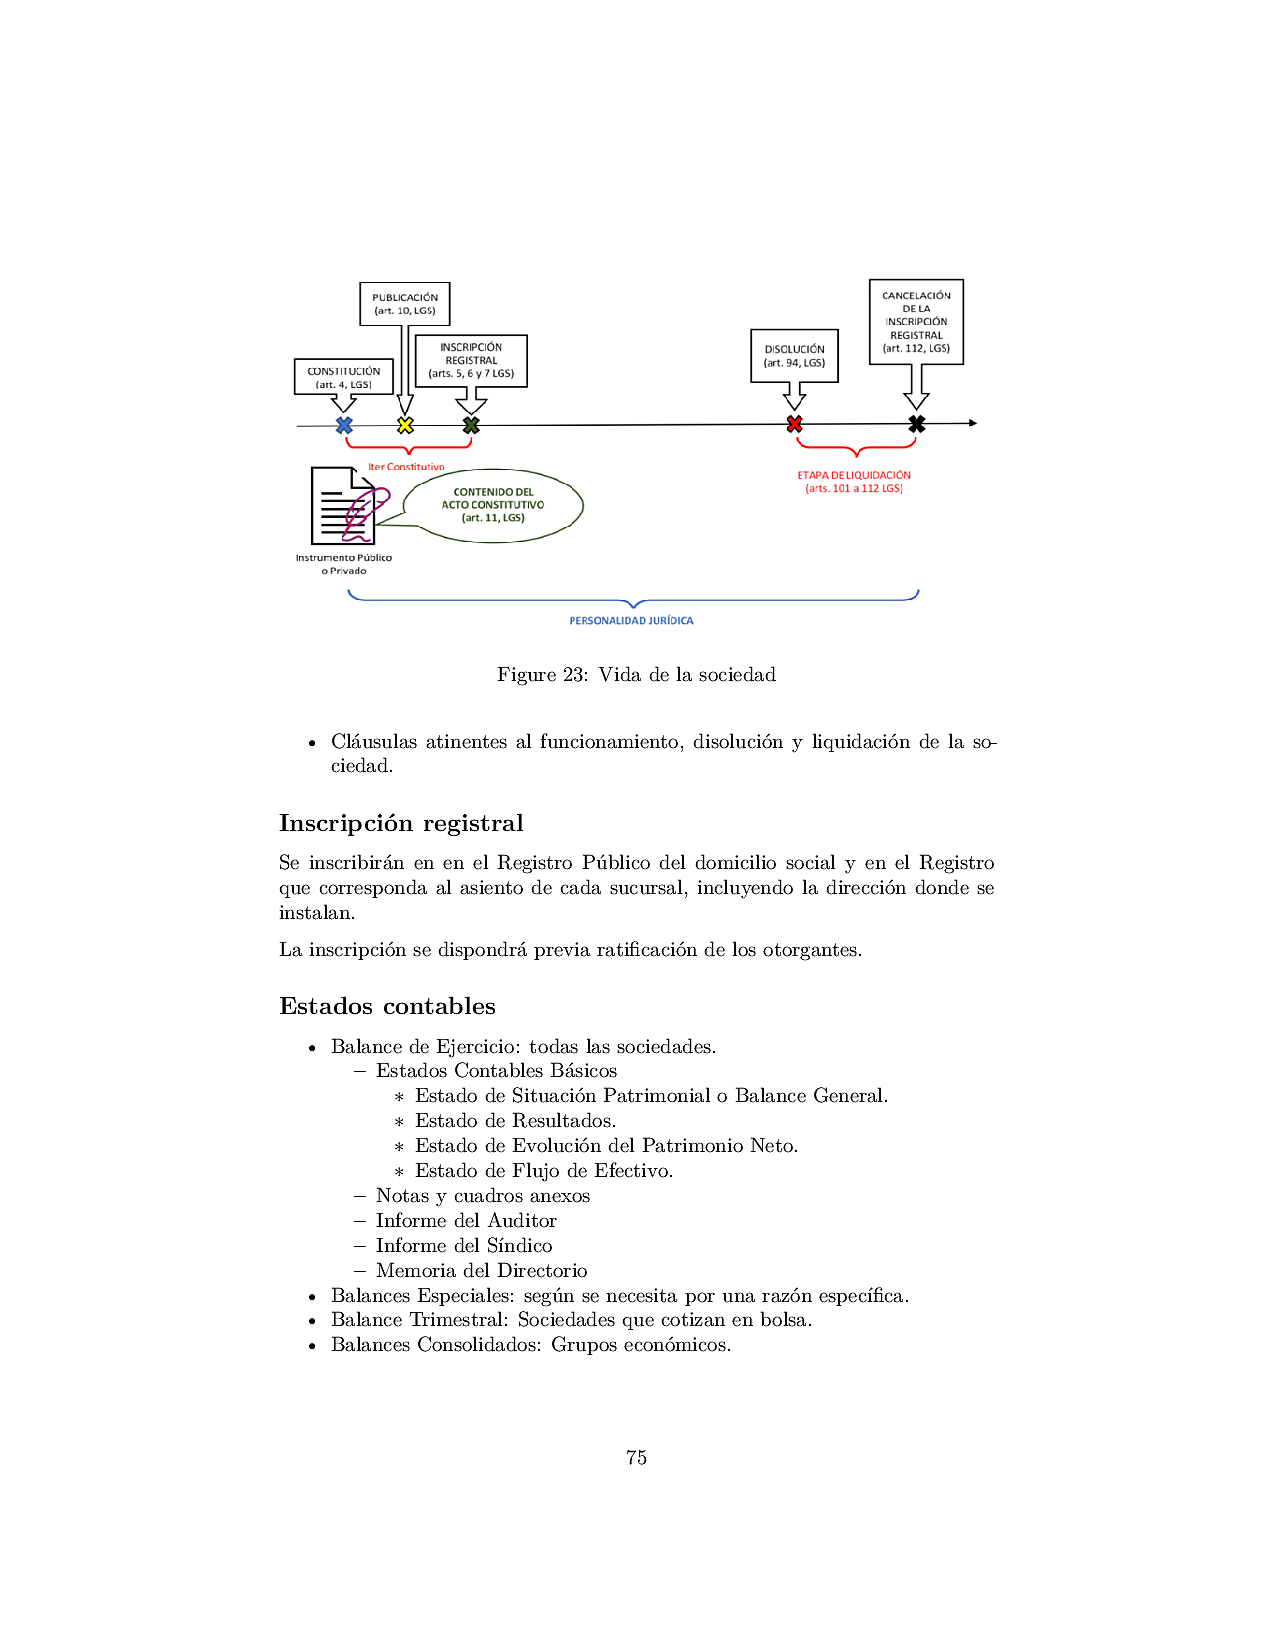 PUBLICACIÓN
(art. 10, LGS)
CANCELACIÓN
DE LA
INSCRIPCIÓN
REGISTRAL
(art. 112, LGS)
INSCRIPCIÓN
REGISTRAL
(arts. 5, 6 y 7 LGS)
DISOLUCIÓN
(art. 94, LGS)
CONSTITUCIÓN
(art. 4, LGS)
Iter Constitutivo
ETAPA DE LIQUIDACIÓN
(arts. 101 a 112 LGS)
CONTENIDO DEL
ACTO CONSTITUTIVO
(art. 11, LGS)
Instrumento Público
o Privado
PERSONALIDAD JURÍDICA
Figure 23: Vida de la sociedad
• Cláusulas atinentes al funcionamiento, disolución y liquidación de la so-
ciedad.
Inscripción registral
Se inscribirán en en el Registro Público del domicilio social y en el Registro
que corresponda al asiento de cada sucursal, incluyendo la dirección donde se
instalan.
La inscripción se dispondrá previa ratificación de los otorgantes.
Estados contables
• Balance de Ejercicio: todas las sociedades.
– Estados Contables Básicos
∗ Estado de Situación Patrimonial o Balance General.
∗ Estado de Resultados.
∗ Estado de Evolución del Patrimonio Neto.
∗ Estado de Flujo de Efectivo.
– Notas y cuadros anexos
– Informe del Auditor
– Informe del Síndico
– Memoria del Directorio
• Balances Especiales: según se necesita por una razón específica.
• Balance Trimestral: Sociedades que cotizan en bolsa.
• Balances Consolidados: Grupos económicos.
75